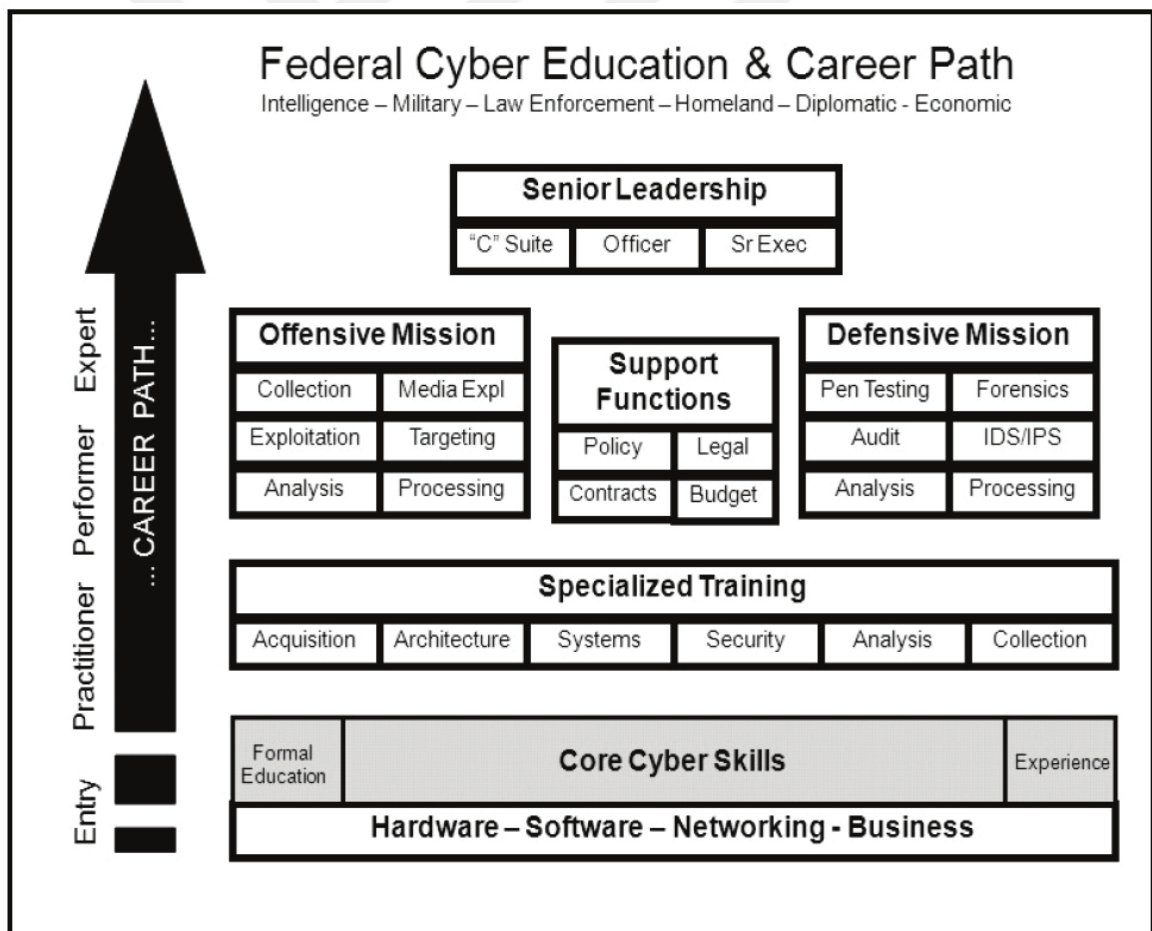 Federal Cyber Education & Career Path
Intelligence – Military – Law Enforcement – Homeland – Diplomatic - Economic
Senior Leadership
"C" Suite
Officer
Sr Exec
Offensive Mission
Collection
Media Expl
Exploitation
Targeting
Analysis
Processing
Support
Functions
Policy
Legal
Contracts
Budget
Defensive Mission
Pen Testing
Forensics
Audit
IDS/IPS
Analysis
Processing
Specialized Training
Acquisition
Architecture
Systems
Security
Analysis
Collection
Formal
Education
Core Cyber Skills
Experience
Hardware – Software – Networking - Business
... CAREER PATH...
Entry
Practitioner
Performer
Expert